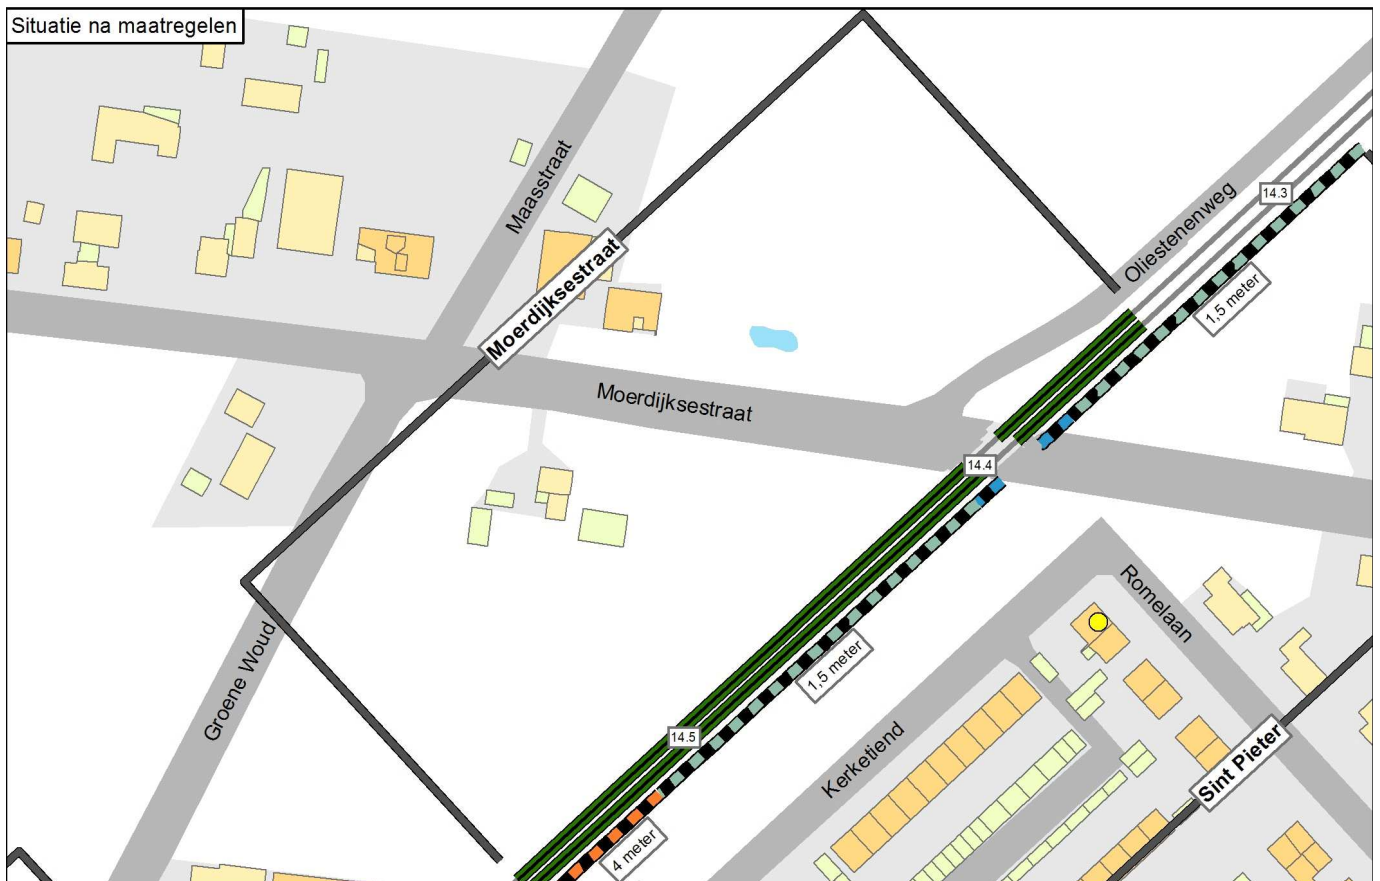 Situatie na maatregelen
Maasstraat
Oliestenenweg
14.3
1,5 meter
Moerdijksestraat
Moerdijksestraat
14.4
Romelaan
1,5 meter
Groene Woud
14.5
Kerketiend
Sint Pieter
4 meter